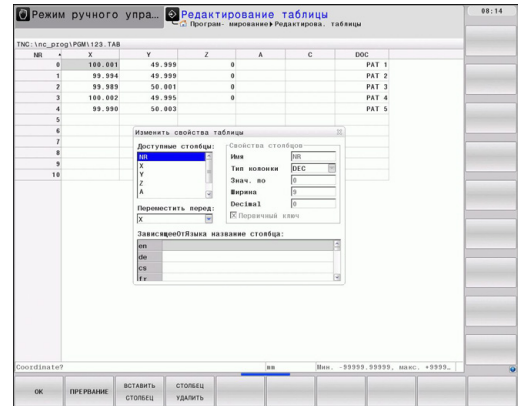 Режим ручного упра… Редактирование таблицы 08:14
Програм- мирование▸Редактирова. таблицы
TNC:\nc_prog\PGM\123.TAB
NR X Y Z A C DOC
0 100.001 49.999 0 PAT 1
1 99.994 49.999 0 PAT 2
2 99.989 50.001 0 PAT 3
3 100.002 49.995 0 PAT 4
4 99.990 50.003 PAT 5
5
6
7
8
9
10
Изменить свойства таблицы
Доступные столбцы:
NR
X
Y
Z
A
Переместить перед:
X
Свойства столбцов
Имя NR
Тип колонки DEC
Знач. по 0
Ширина 9
Decimal 0
Первичный ключ
ЗависящееОтЯзыка название столбца:
en
de
cs
fr
Coordinate? мм Мин. -99999.99999, макс. +9999…
ОК ПРЕРВАНИЕ ВСТАВИТЬ СТОЛБЕЦ СТОЛБЕЦ УДАЛИТЬ